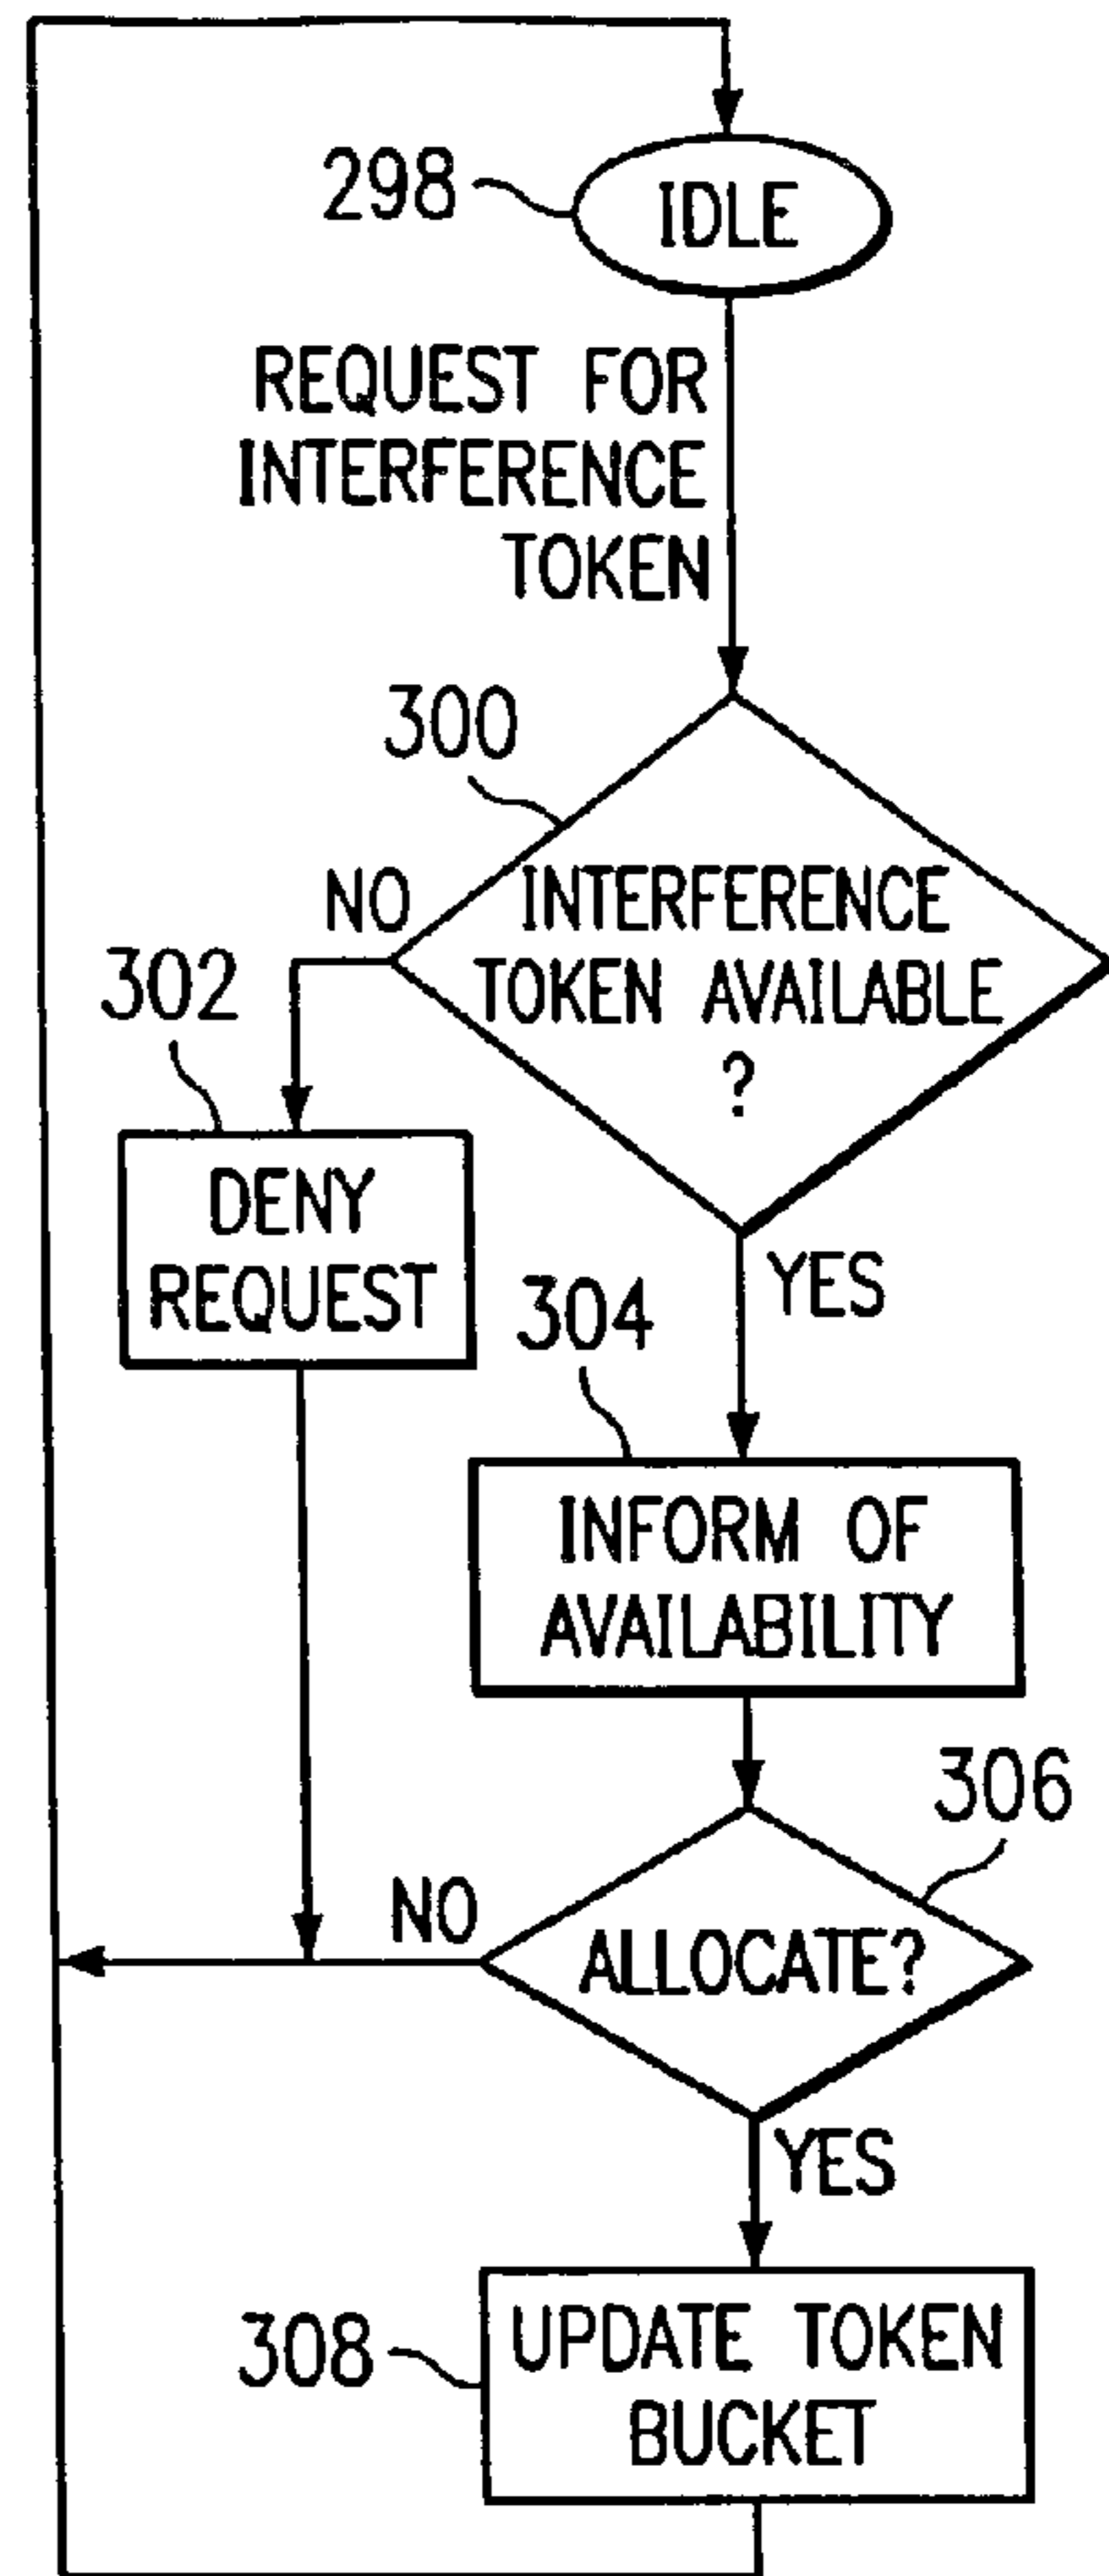 298
IDLE
REQUEST FOR
INTERFERENCE
TOKEN
300
NO
INTERFERENCE
TOKEN AVAILABLE
?
302
DENY
REQUEST
YES
304
INFORM OF
AVAILABILITY
306
NO
ALLOCATE?
YES
308
UPDATE TOKEN
BUCKET